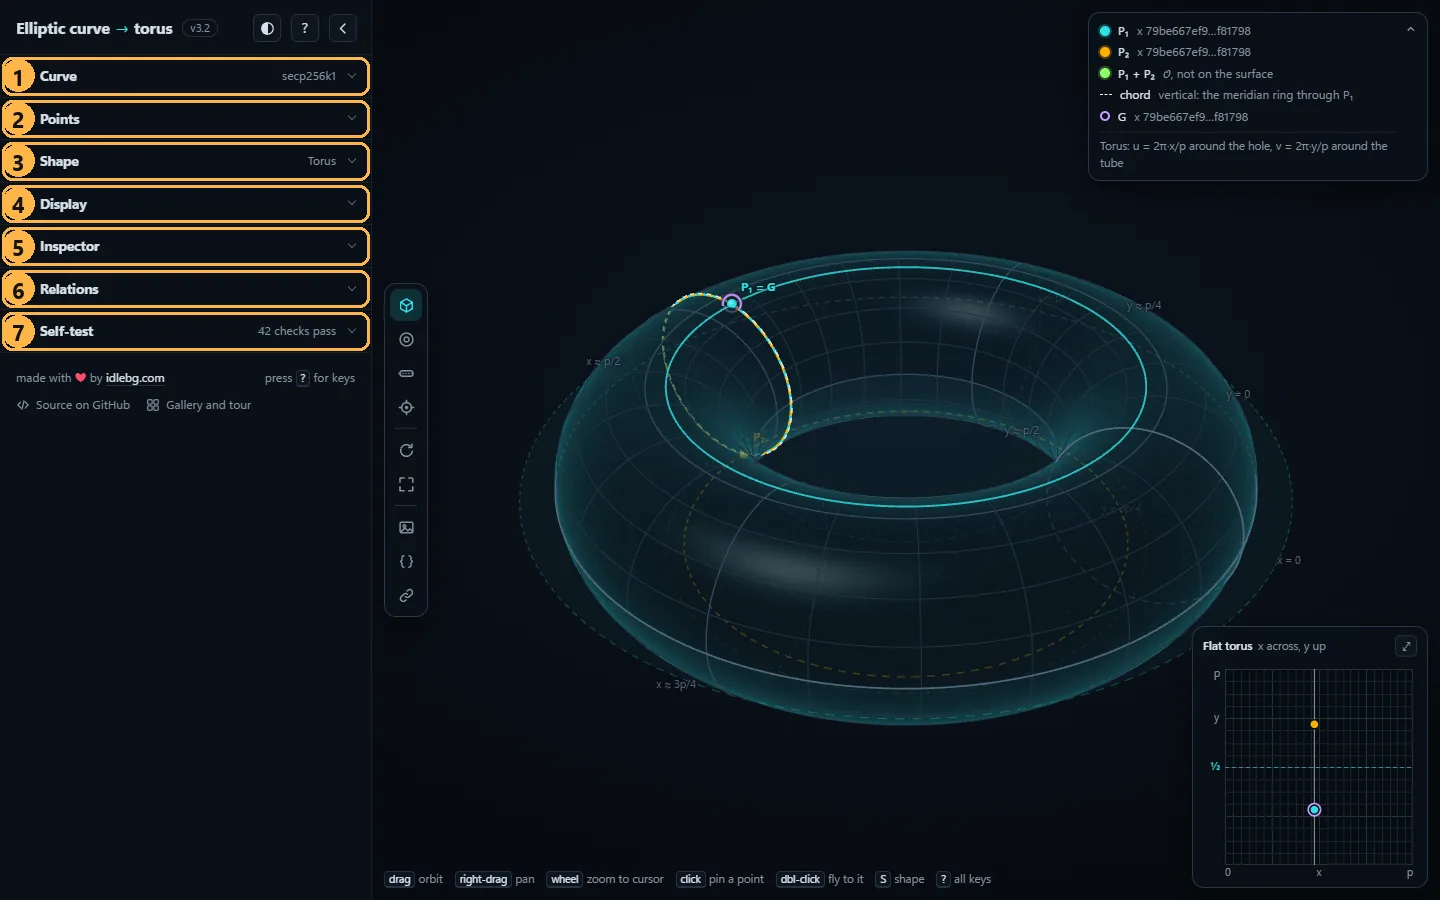 Elliptic curve → torus v3.2 ?
1 Curve secp256k1
2 Points
3 Shape Torus
4 Display
5 Inspector
6 Relations
7 Self-test 42 checks pass
made with ❤ by idlebg.com press ? for keys
Source on GitHub Gallery and tour
P₁ x 79be667ef9...f81798
P₂ x 79be667ef9...f81798
P₁ + P₂ 𝒪, not on the surface
chord vertical: the meridian ring through P₁
G x 79be667ef9...f81798
Torus: u = 2π·x/p around the hole, v = 2π·y/p around the
tube
P₁ = G
y ≈ p/4
x ≈ p/2
y = 0
y ≈ p/2
P₂
x = 0
x ≈ 3p/4
Flat torus x across, y up
p
y
½
0 x p
drag orbit right-drag pan wheel zoom to cursor click pin a point dbl-click fly to it S shape ? all keys